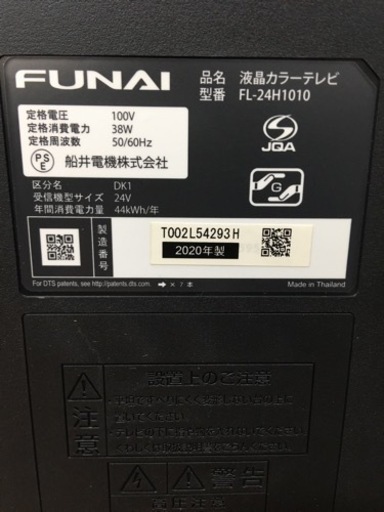 FUNAI
品名 液晶カラーテレビ
型番 FL-24H1010
定格電圧 100V
定格消費電力 38W
定格周波数 50/60Hz
PSE 船井電機株式会社
JQA
G
区分名 DK1
受信機型サイズ 24V
年間消費電力量 44kWh/年
製造番号
T002L54293H
2020年製
For DTS patents, see http://patents.dts.com.
Made in Thailand
設置上のご注意
注意
警告